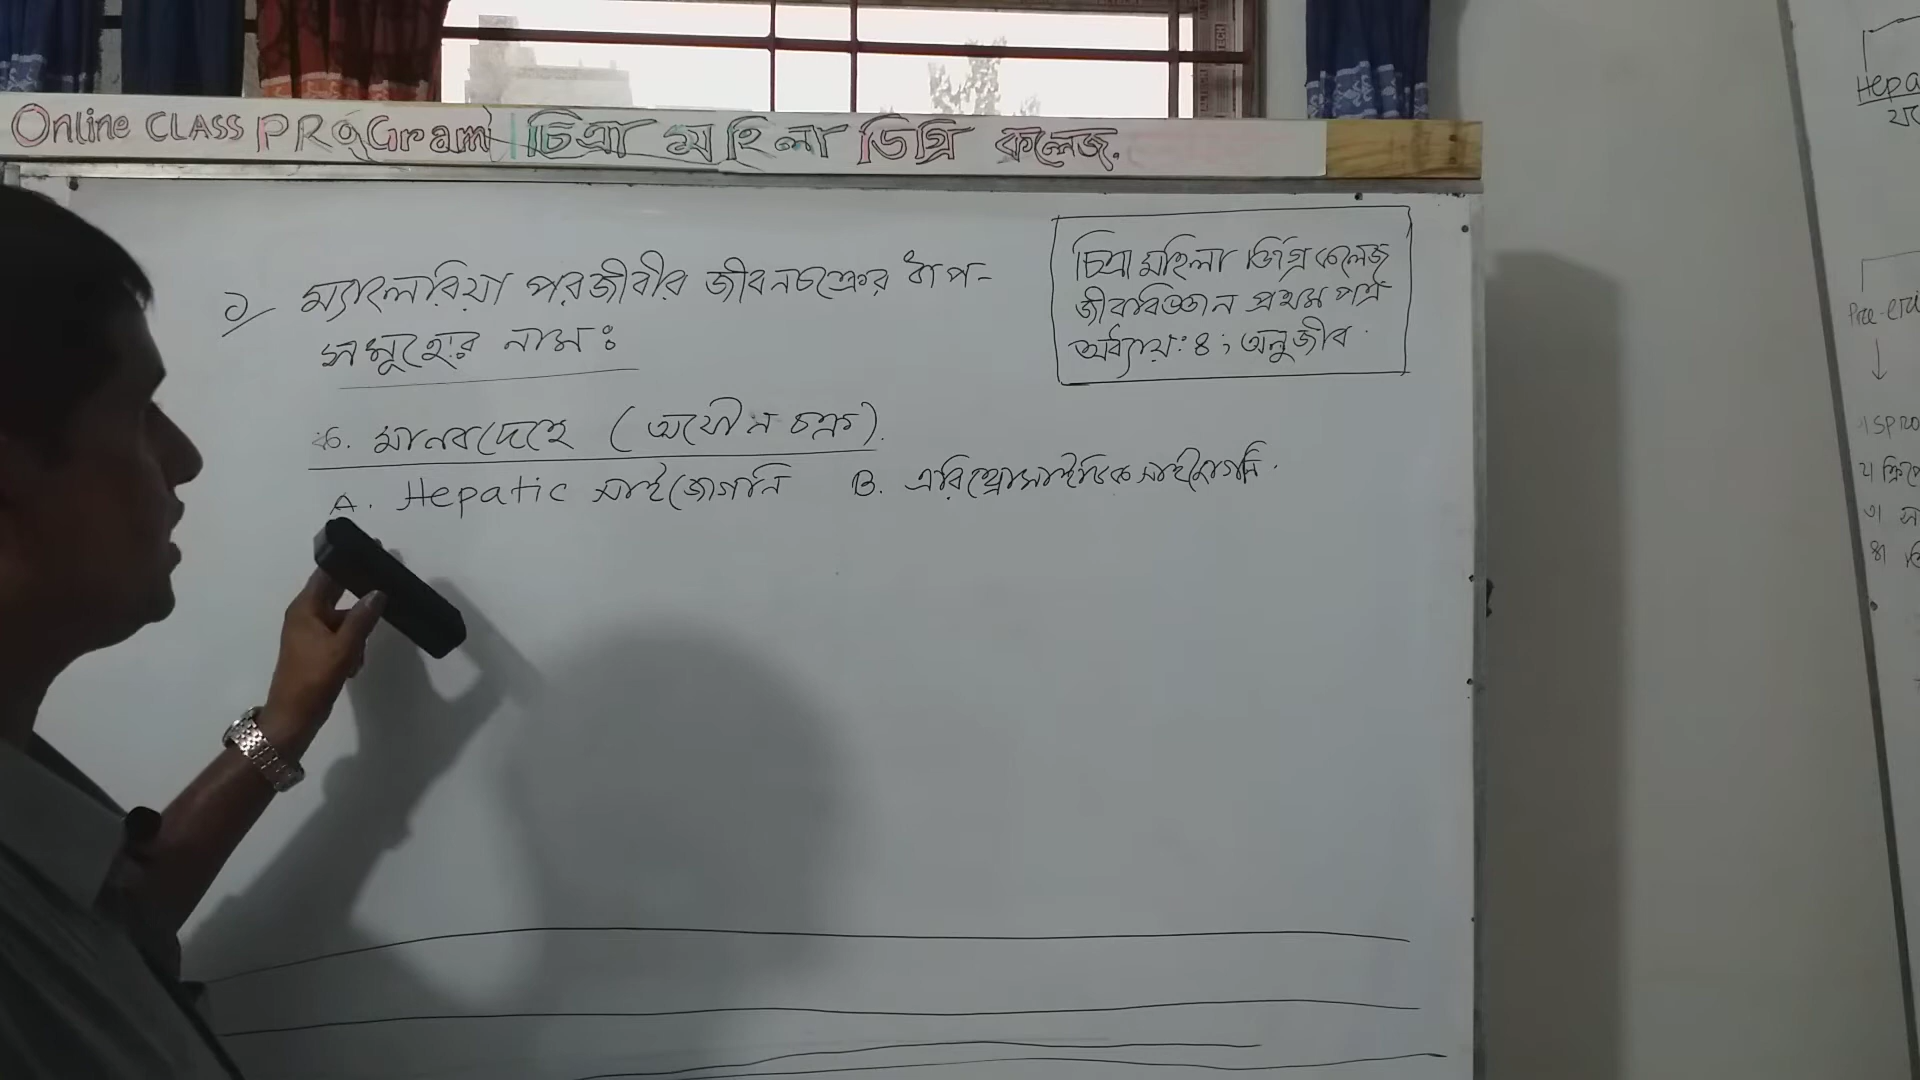 Online CLASS PROGram চিত্রা মহিলা ডিগ্রি কলেজ.
১/ ম্যালেরিয়া পরজীবীর জীবনচক্রের ধাপ-
সমূহের নাম ঃ
ক. মানবদেহে (অযৌন চক্র).
A. Hepatic সাইজোগনি B. এরিথ্রোসাইটিক সাইজোগনি.
চিত্রা মহিলা ডিগ্রি কলেজ
জীববিজ্ঞান প্রথম পত্র
অধ্যায়: ৪; অনুজীব.
Hepa